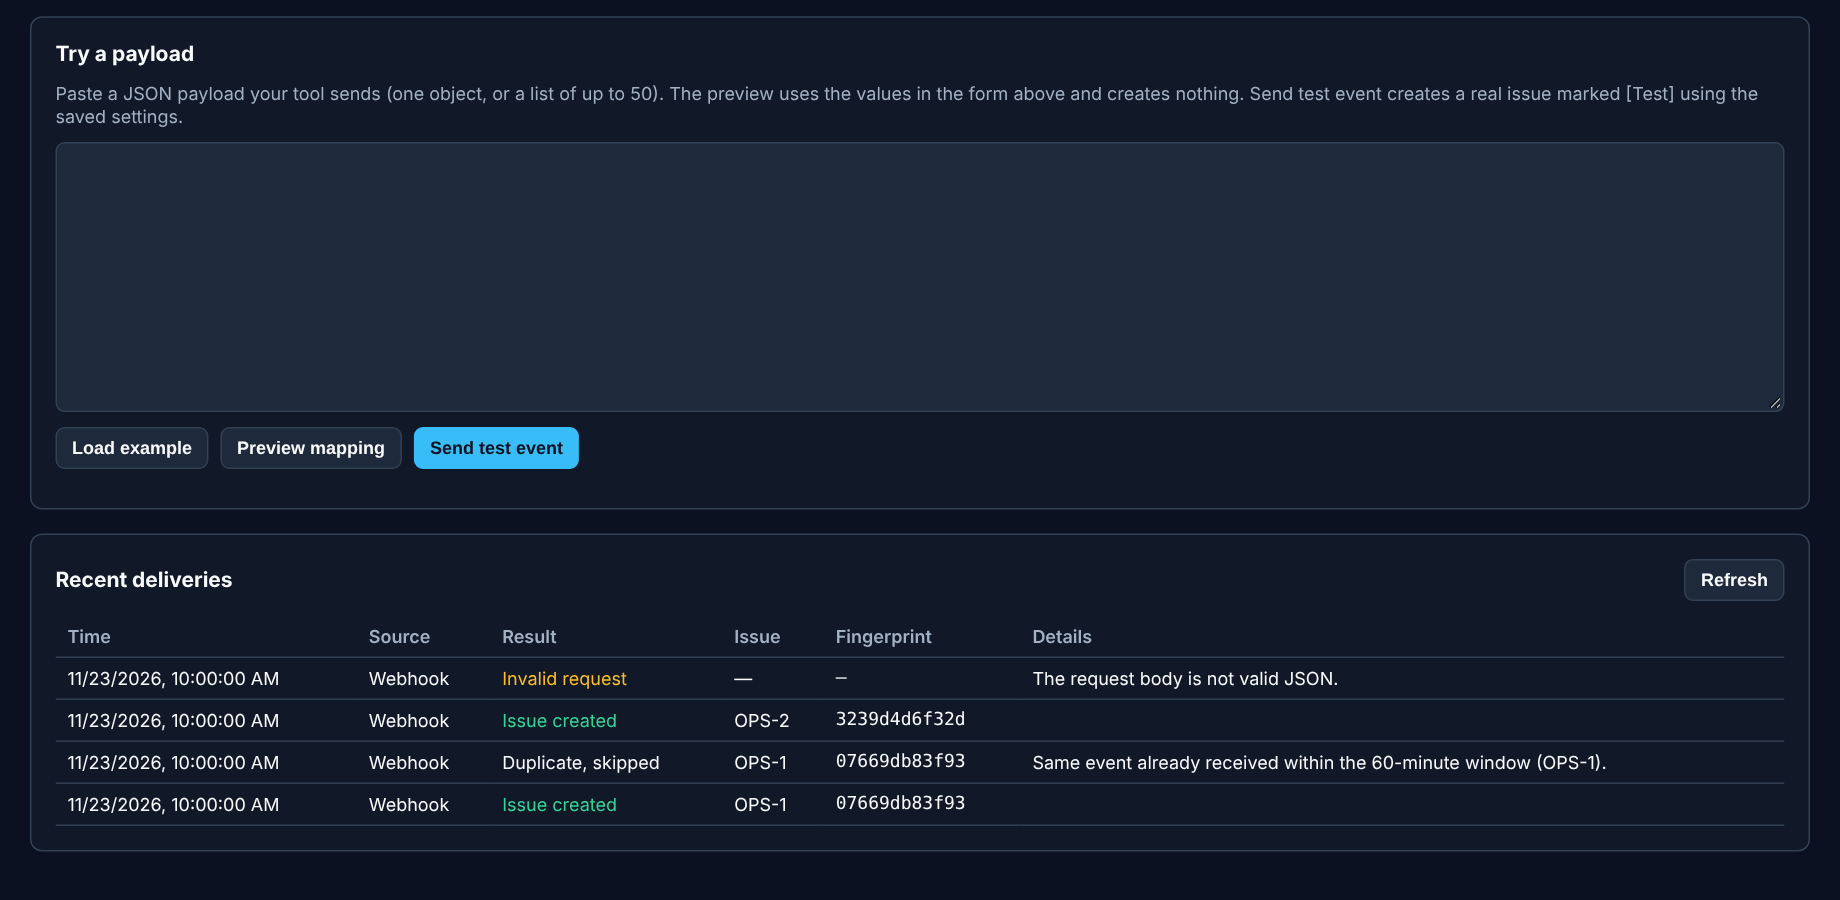 Try a payload
Paste a JSON payload your tool sends (one object, or a list of up to 50). The preview uses the values in the form above and creates nothing. Send test event creates a real issue marked [Test] using the
saved settings.
Load example Preview mapping Send test event
Recent deliveries Refresh
Time Source Result Issue Fingerprint Details
11/23/2026, 10:00:00 AM Webhook Invalid request — — The request body is not valid JSON.
11/23/2026, 10:00:00 AM Webhook Issue created OPS-2 3239d4d6f32d
11/23/2026, 10:00:00 AM Webhook Duplicate, skipped OPS-1 07669db83f93 Same event already received within the 60-minute window (OPS-1).
11/23/2026, 10:00:00 AM Webhook Issue created OPS-1 07669db83f93